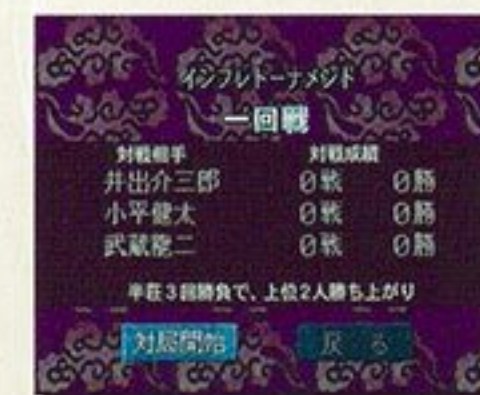 インフレトーナメント
一回戦
対戦相手 対戦成績
井出介三郎 0戦 0勝
小平健太 0戦 0勝
武蔵龍二 0戦 0勝
半荘3回勝負で、上位2人勝ち上がり
対局開始 戻る